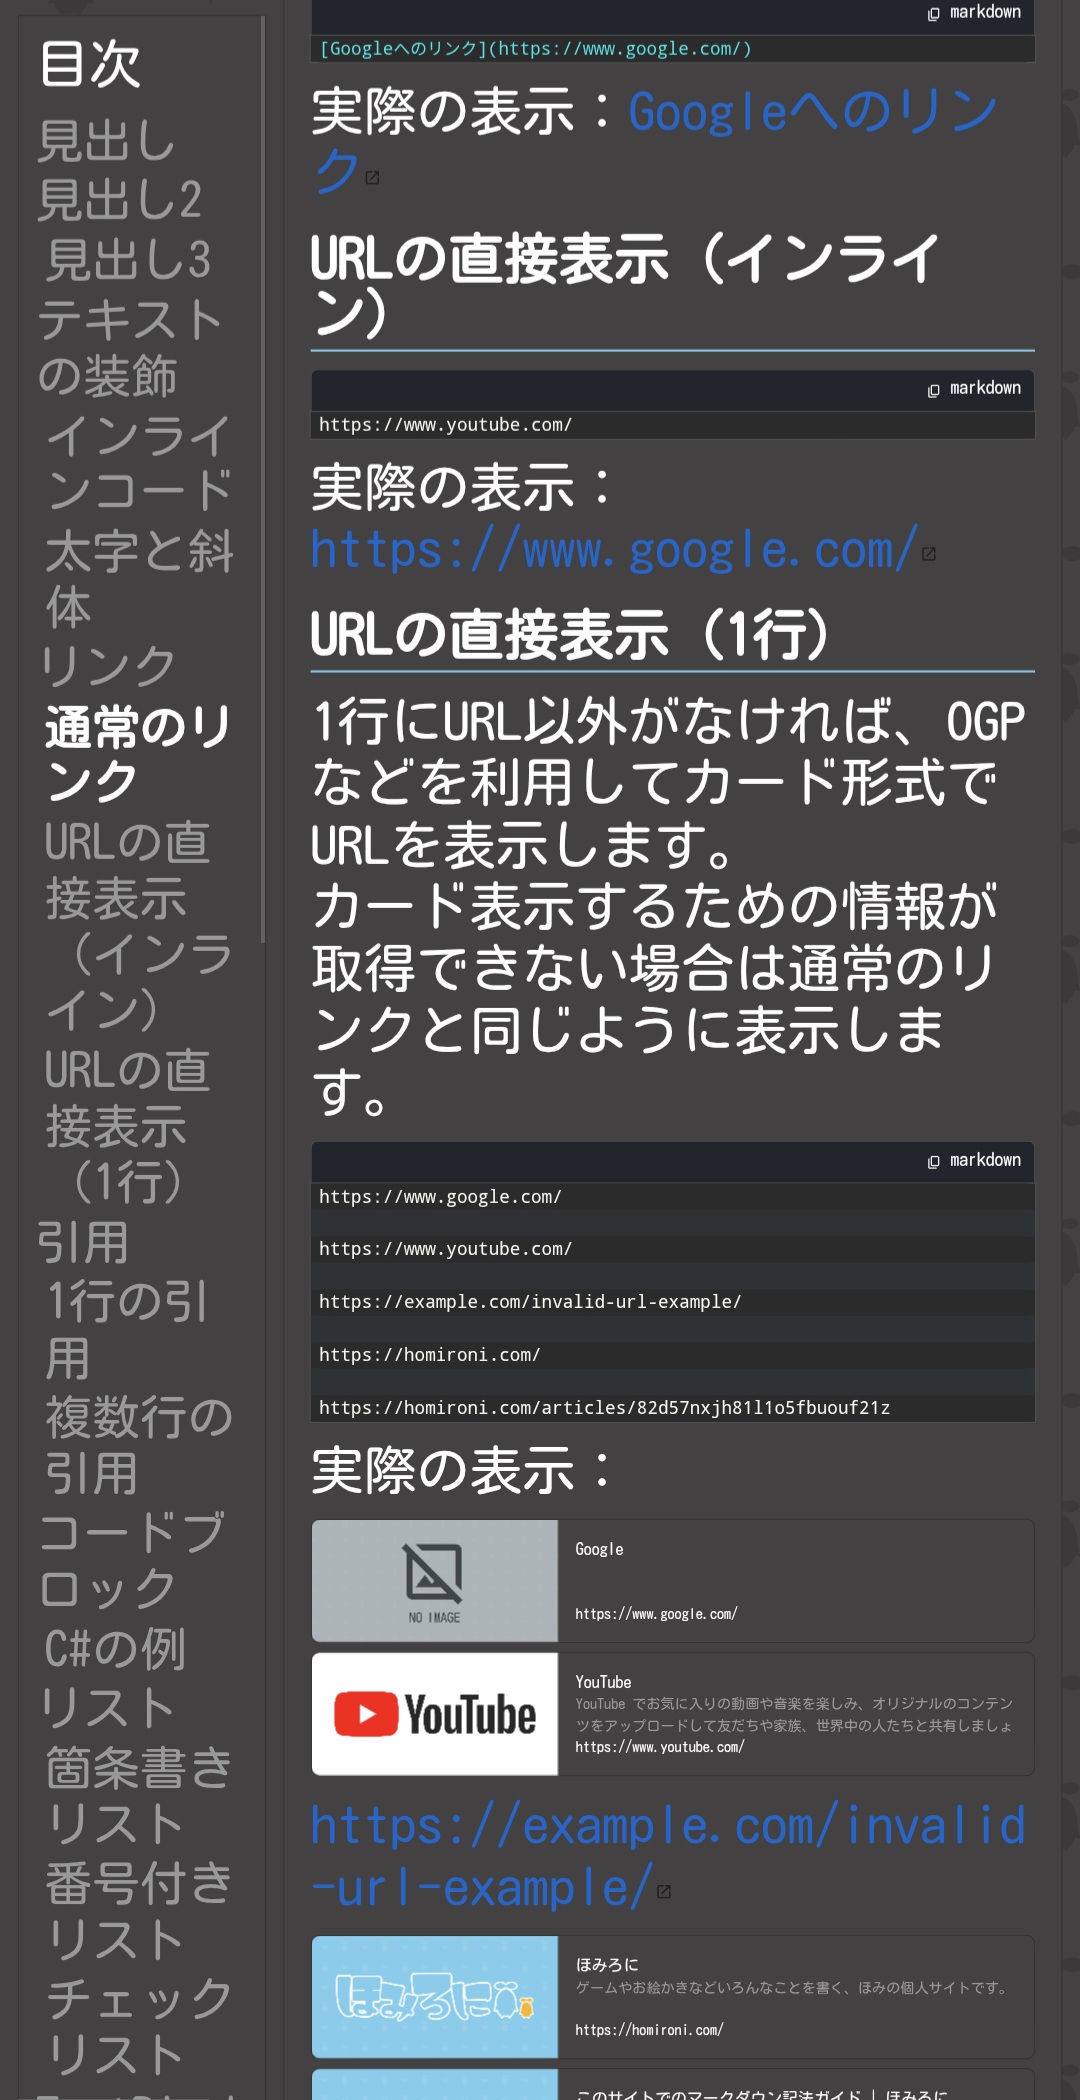 目次
見出し
見出し2
見出し3
テキスト
の装飾
インライ
ンコード
太字と斜
体
リンク
通常のリ
ンク
URLの直
接表示
（インラ
イン）
URLの直
接表示
（1行）
引用
1行の引
用
複数行の
引用
コードブ
ロック
C#の例
リスト
箇条書き
リスト
番号付き
リスト
チェック
リスト
markdown
[Googleへのリンク](https://www.google.com/)
実際の表示：Googleへのリン
ク
URLの直接表示（インライ
ン）
markdown
https://www.youtube.com/
実際の表示：
https://www.google.com/
URLの直接表示（1行）
1行にURL以外がなければ、OGP
などを利用してカード形式で
URLを表示します。
カード表示するための情報が
取得できない場合は通常のリ
ンクと同じように表示しま
す。
markdown
https://www.google.com/
https://www.youtube.com/
https://example.com/invalid-url-example/
https://homironi.com/
https://homironi.com/articles/82d57nxjh81l1o5fbuouf21z
実際の表示：
NO IMAGE
Google
https://www.google.com/
YouTube
YouTube
YouTube でお気に入りの動画や音楽を楽しみ、オリジナルのコンテン
ツをアップロードして友だちや家族、世界中の人たちと共有しましょ
https://www.youtube.com/
https://example.com/invalid
-url-example/
ほみろに
ほみろに
ゲームやお絵かきなどいろんなことを書く、ほみの個人サイトです。
https://homironi.com/
このサイトでのマークダウン記法ガイド | ほみろに